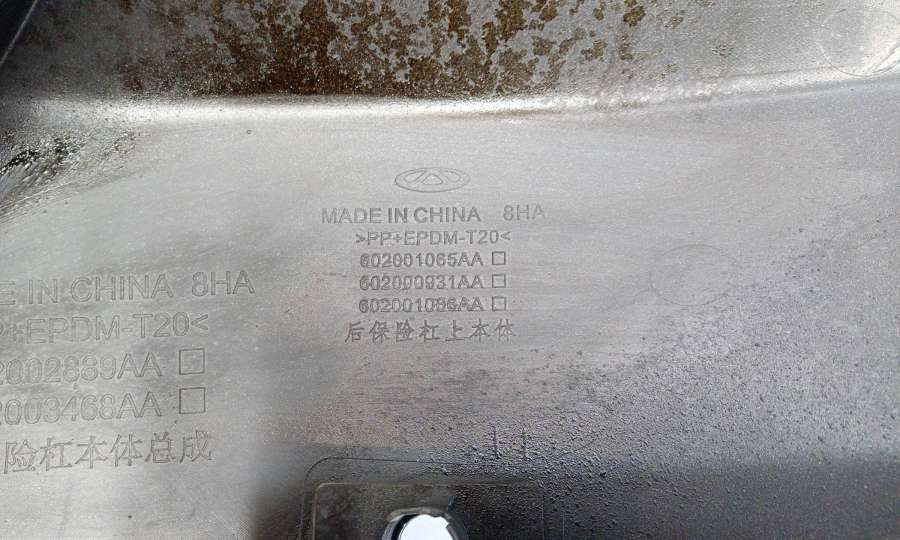 MADE IN CHINA 8HA
>PP+EPDM-T20<
602001065AA
602000931AA
602001086AA
后保险杠上本体
E IN CHINA 8HA
P+EPDM-T20<
2002889AA
2003468AA
险杠本体总成